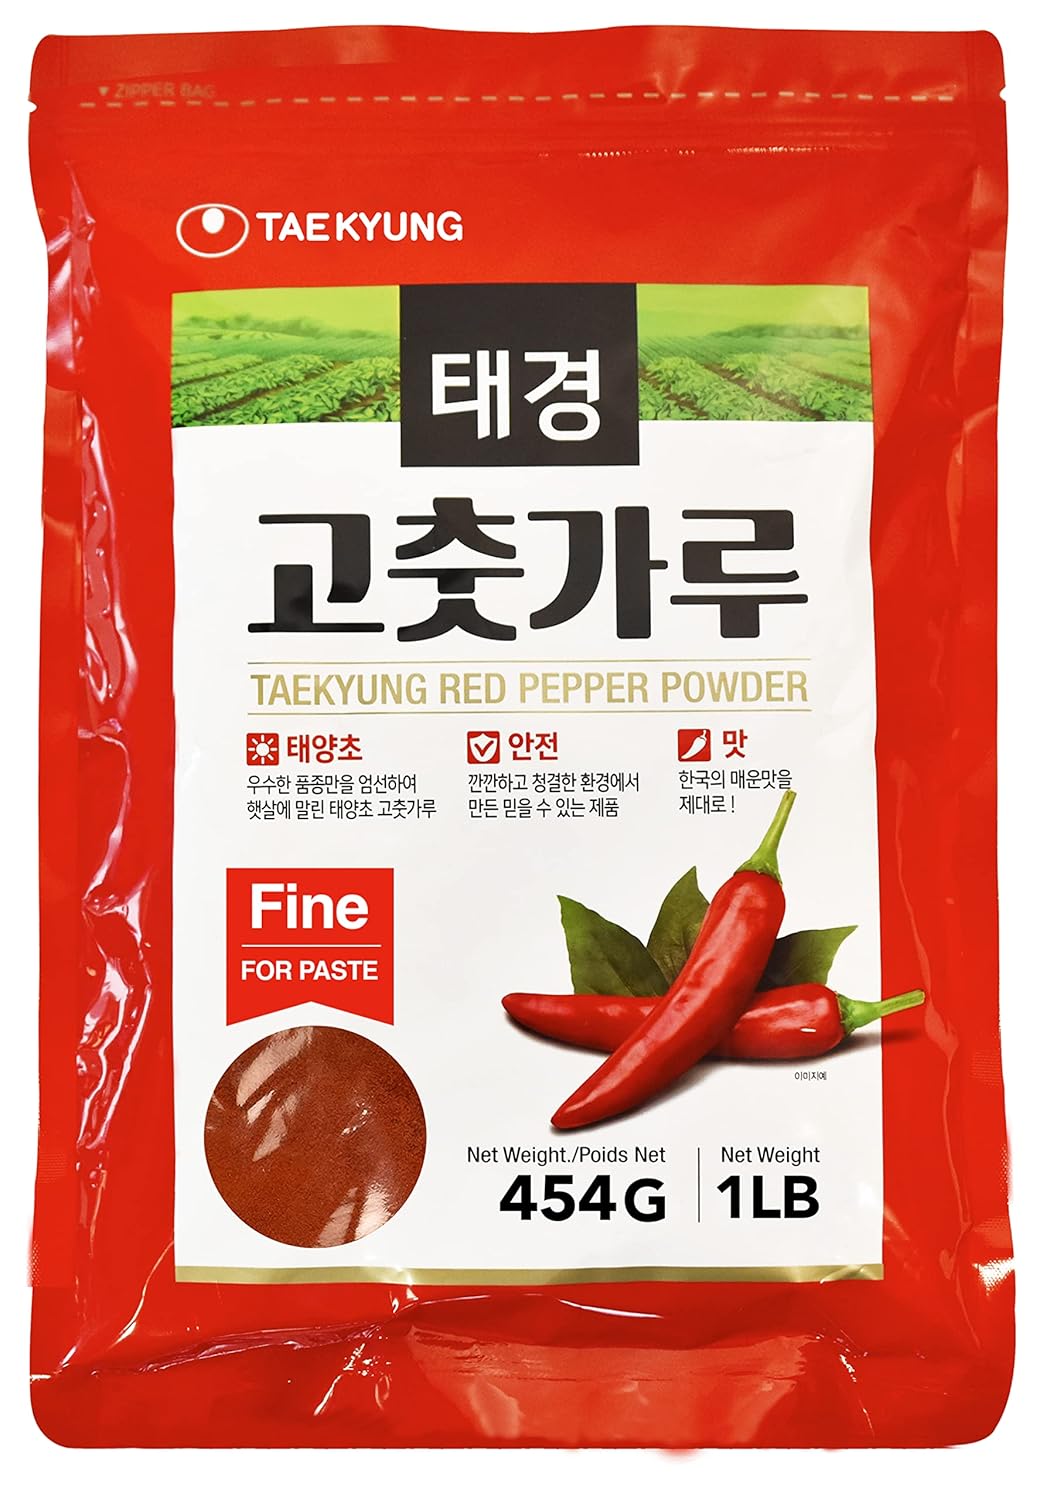 ▼ ZIPPER BAG
TAEKYUNG
태경
고춧가루
TAEKYUNG RED PEPPER POWDER
태양초
우수한 품종만을 엄선하여
햇살에 말린 태양초 고춧가루
안전
깐깐하고 청결한 환경에서
만든 믿을 수 있는 제품
맛
한국의 매운맛을
제대로 !
Fine
FOR PASTE
이미지예
Net Weight./Poids Net
454G
Net Weight
1LB